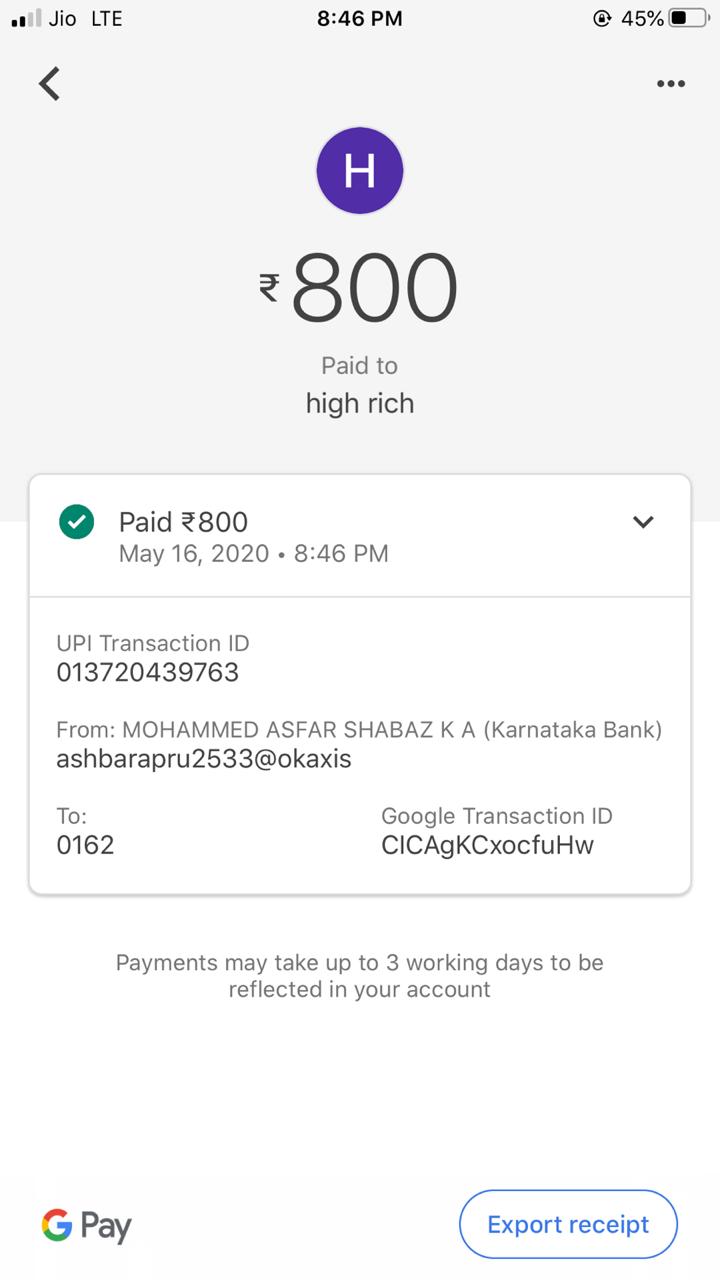 Jio LTE 8:46 PM 45%
H
₹800
Paid to
high rich
Paid ₹800
May 16, 2020 • 8:46 PM
UPI Transaction ID
013720439763
From: MOHAMMED ASFAR SHABAZ K A (Karnataka Bank)
ashbarapru2533@okaxis
To:
0162
Google Transaction ID
CICAgKCxocfuHw
Payments may take up to 3 working days to be
reflected in your account
G Pay
Export receipt